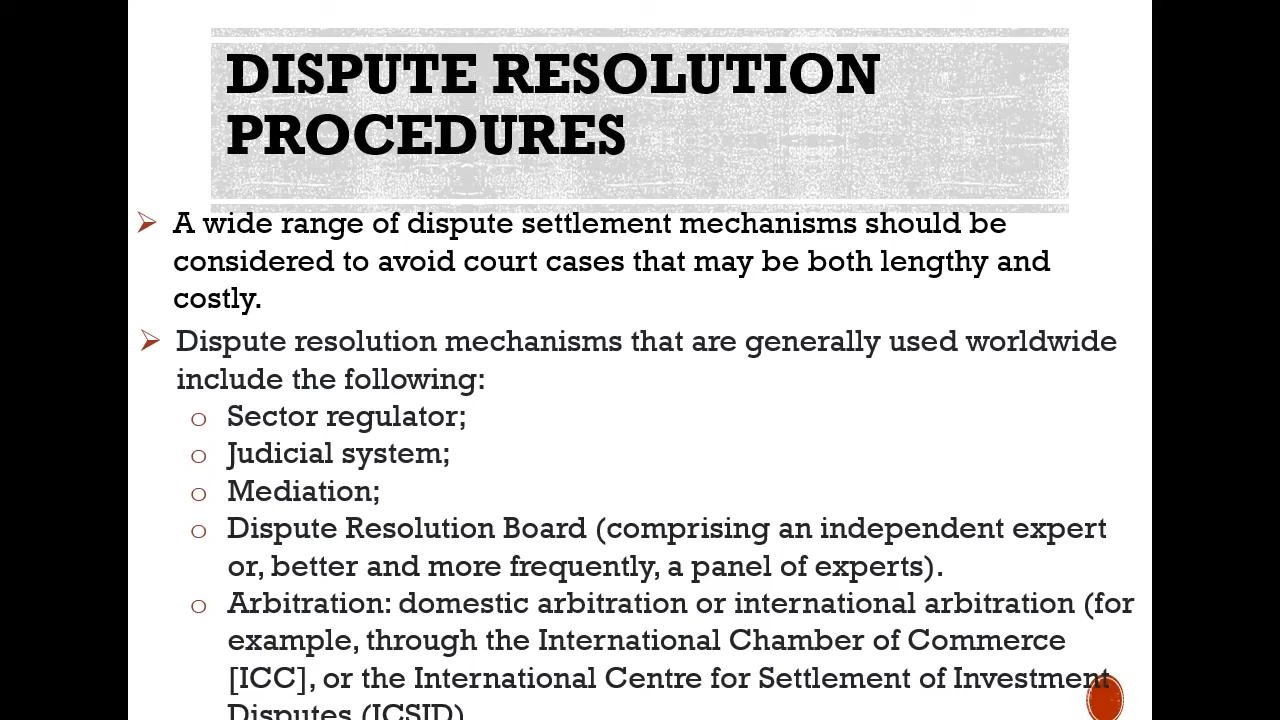 DISPUTE RESOLUTION
PROCEDURES
A wide range of dispute settlement mechanisms should be
considered to avoid court cases that may be both lengthy and
costly.
Dispute resolution mechanisms that are generally used worldwide
include the following:
Sector regulator;
Judicial system;
Mediation;
Dispute Resolution Board (comprising an independent expert
or, better and more frequently, a panel of experts).
Arbitration: domestic arbitration or international arbitration (for
example, through the International Chamber of Commerce
[ICC], or the International Centre for Settlement of Investment
Disputes (ICSID)